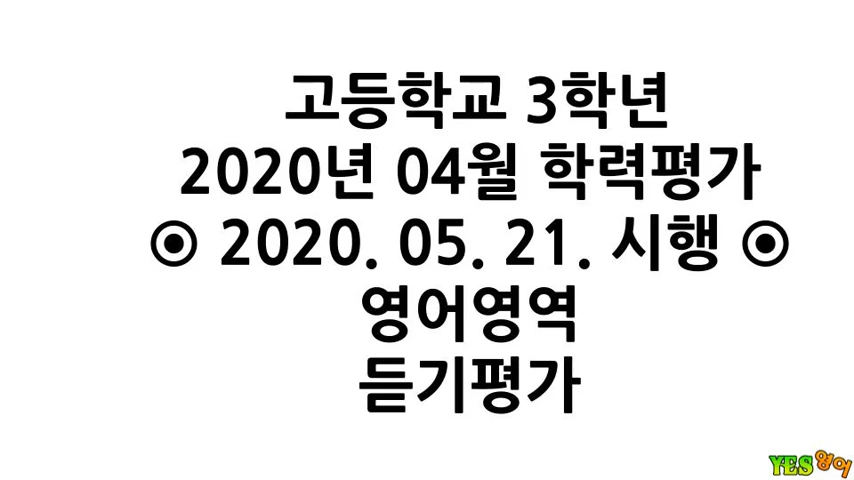 고등학교 3학년
2020년 04월 학력평가
⊙ 2020. 05. 21. 시행 ⊙
영어영역
듣기평가
YES영어